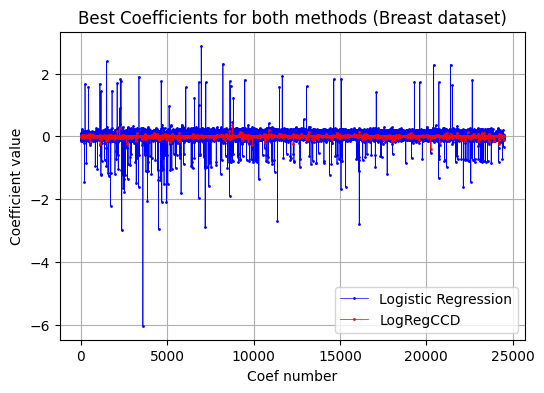 Best Coefficients for both methods (Breast dataset)
Coefficient value
2
0
−2
−4
−6
0
5000
10000
15000
20000
25000
Coef number
Logistic Regression
LogRegCCD